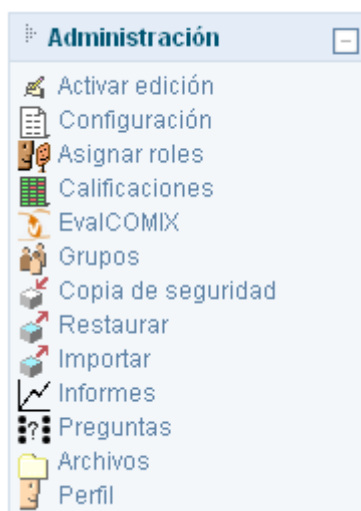 Administración
Activar edición
Configuración
Asignar roles
Calificaciones
EvalCOMIX
Grupos
Copia de seguridad
Restaurar
Importar
Informes
Preguntas
Archivos
Perfil